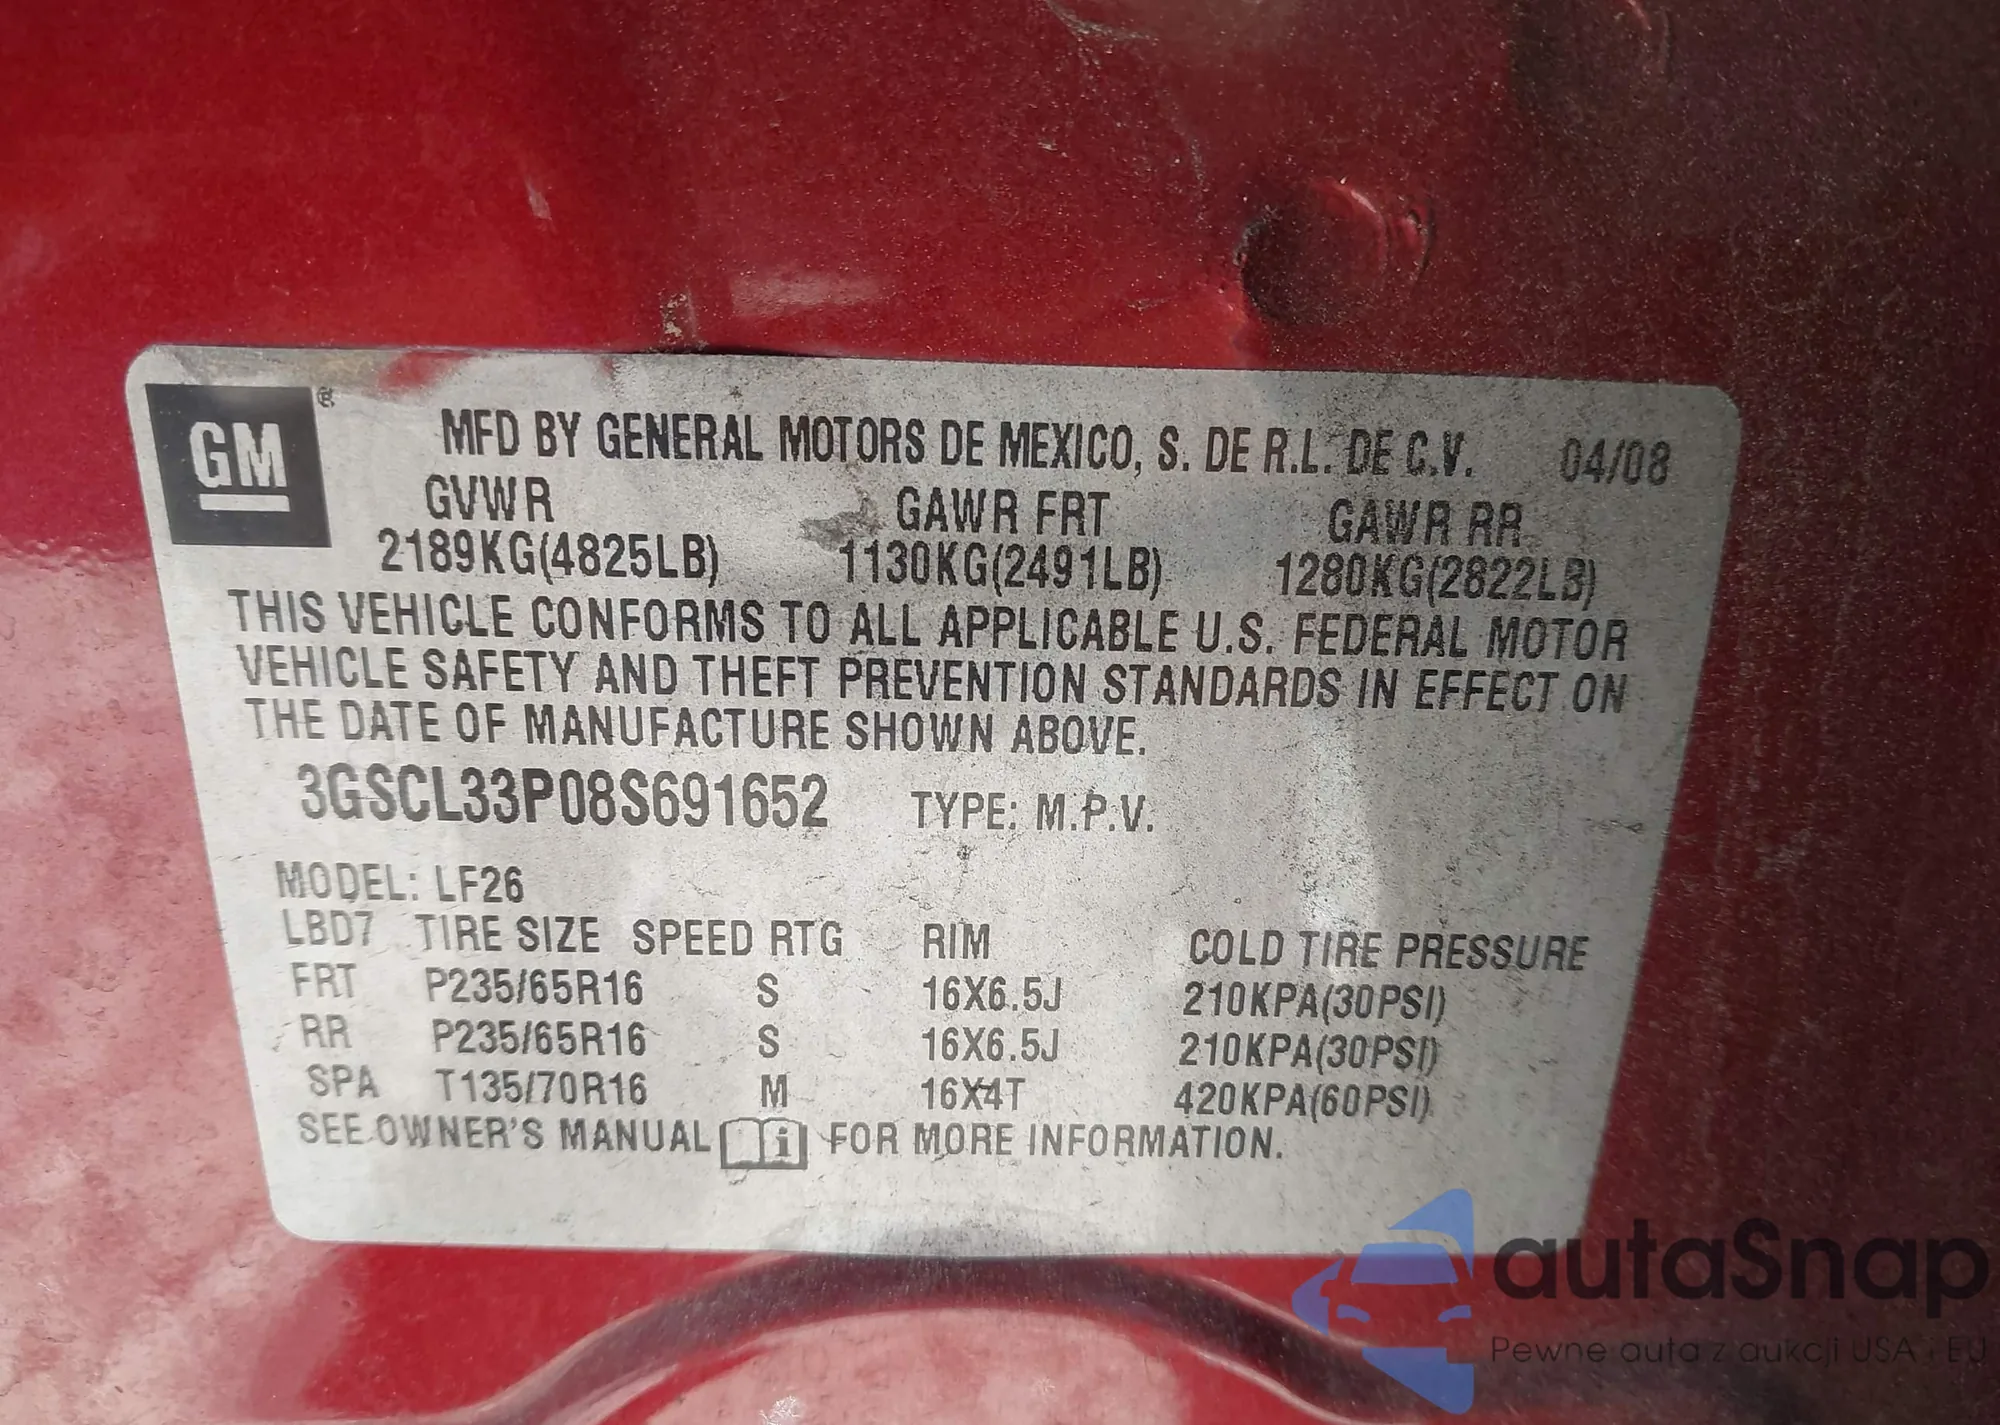 GM ®
MFD BY GENERAL MOTORS DE MEXICO, S. DE R.L. DE C.V. 04/08
GVWR GAWR FRT GAWR RR
2189KG(4825LB) 1130KG(2491LB) 1280KG(2822LB)
THIS VEHICLE CONFORMS TO ALL APPLICABLE U.S. FEDERAL MOTOR
VEHICLE SAFETY AND THEFT PREVENTION STANDARDS IN EFFECT ON
THE DATE OF MANUFACTURE SHOWN ABOVE.
3GSCL33P08S691652 TYPE: M.P.V.
MODEL: LF26
LBD7 TIRE SIZE SPEED RTG RIM COLD TIRE PRESSURE
FRT P235/65R16 S 16X6.5J 210KPA(30PSI)
RR P235/65R16 S 16X6.5J 210KPA(30PSI)
SPA T135/70R16 M 16X4T 420KPA(60PSI)
SEE OWNER'S MANUAL FOR MORE INFORMATION.
autaSnap
Pewne auta z aukcji USA i EU